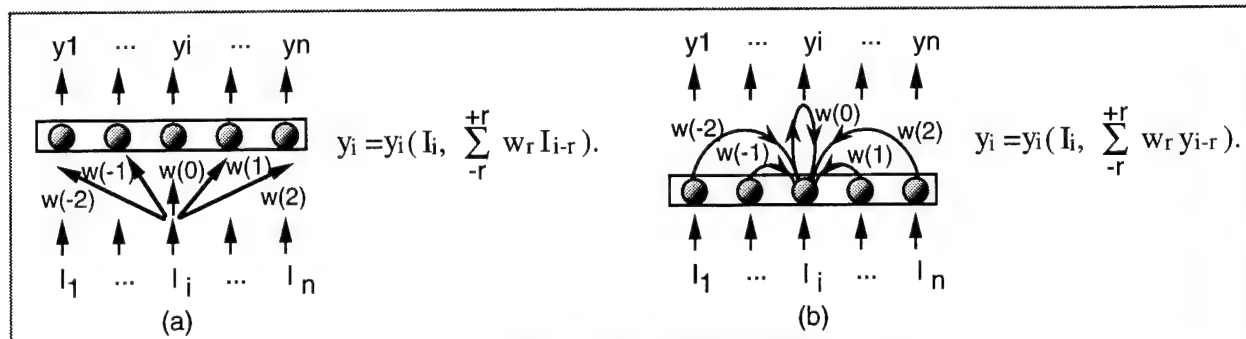 y1 ... yi ... yn
w(-2) w(-1) w(0) w(1) w(2)
I1 ... Ii ... In
(a)
yi =yi( Ii, +r∑-r wr Ii-r).
y1 ... yi ... yn
w(-2) w(-1) w(0) w(1) w(2)
I1 ... Ii ... In
(b)
yi =yi( Ii, +r∑-r wr yi-r).